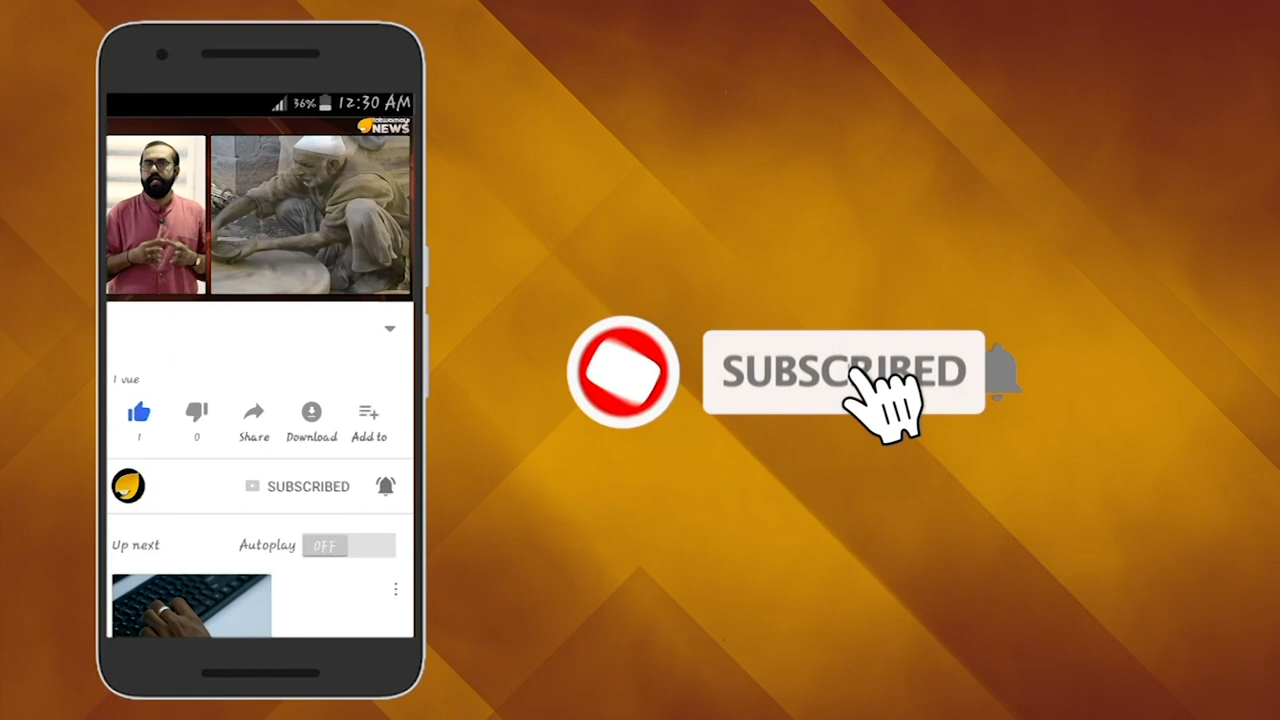 36% 12:30 AM
tatwamayi
NEWS
1 vue
1 0 Share Download Add to
SUBSCRIBED
Up next Autoplay OFF
SUBSCRIBED